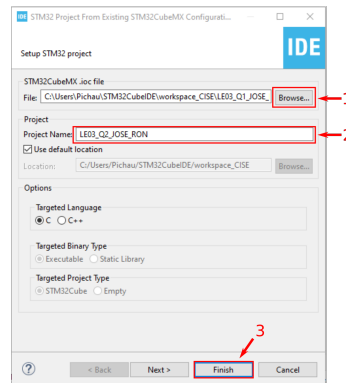 IDE STM32 Project From Existing STM32CubeMX Configurati...
Setup STM32 project
IDE
STM32CubeMX .ioc file
File: C:\Users\Pichau\STM32CubeIDE\workspace_CISE\LE03_Q1_JOSE_ Browse...
1
Project
Project Name: LE03_Q2_JOSE_RON
2
Use default location
Location: C:/Users/Pichau/STM32CubeIDE/workspace_CISE Browse...
Options
Targeted Language
C C++
Targeted Binary Type
Executable Static Library
Targeted Project Type
STM32Cube Empty
3
? < Back Next > Finish Cancel